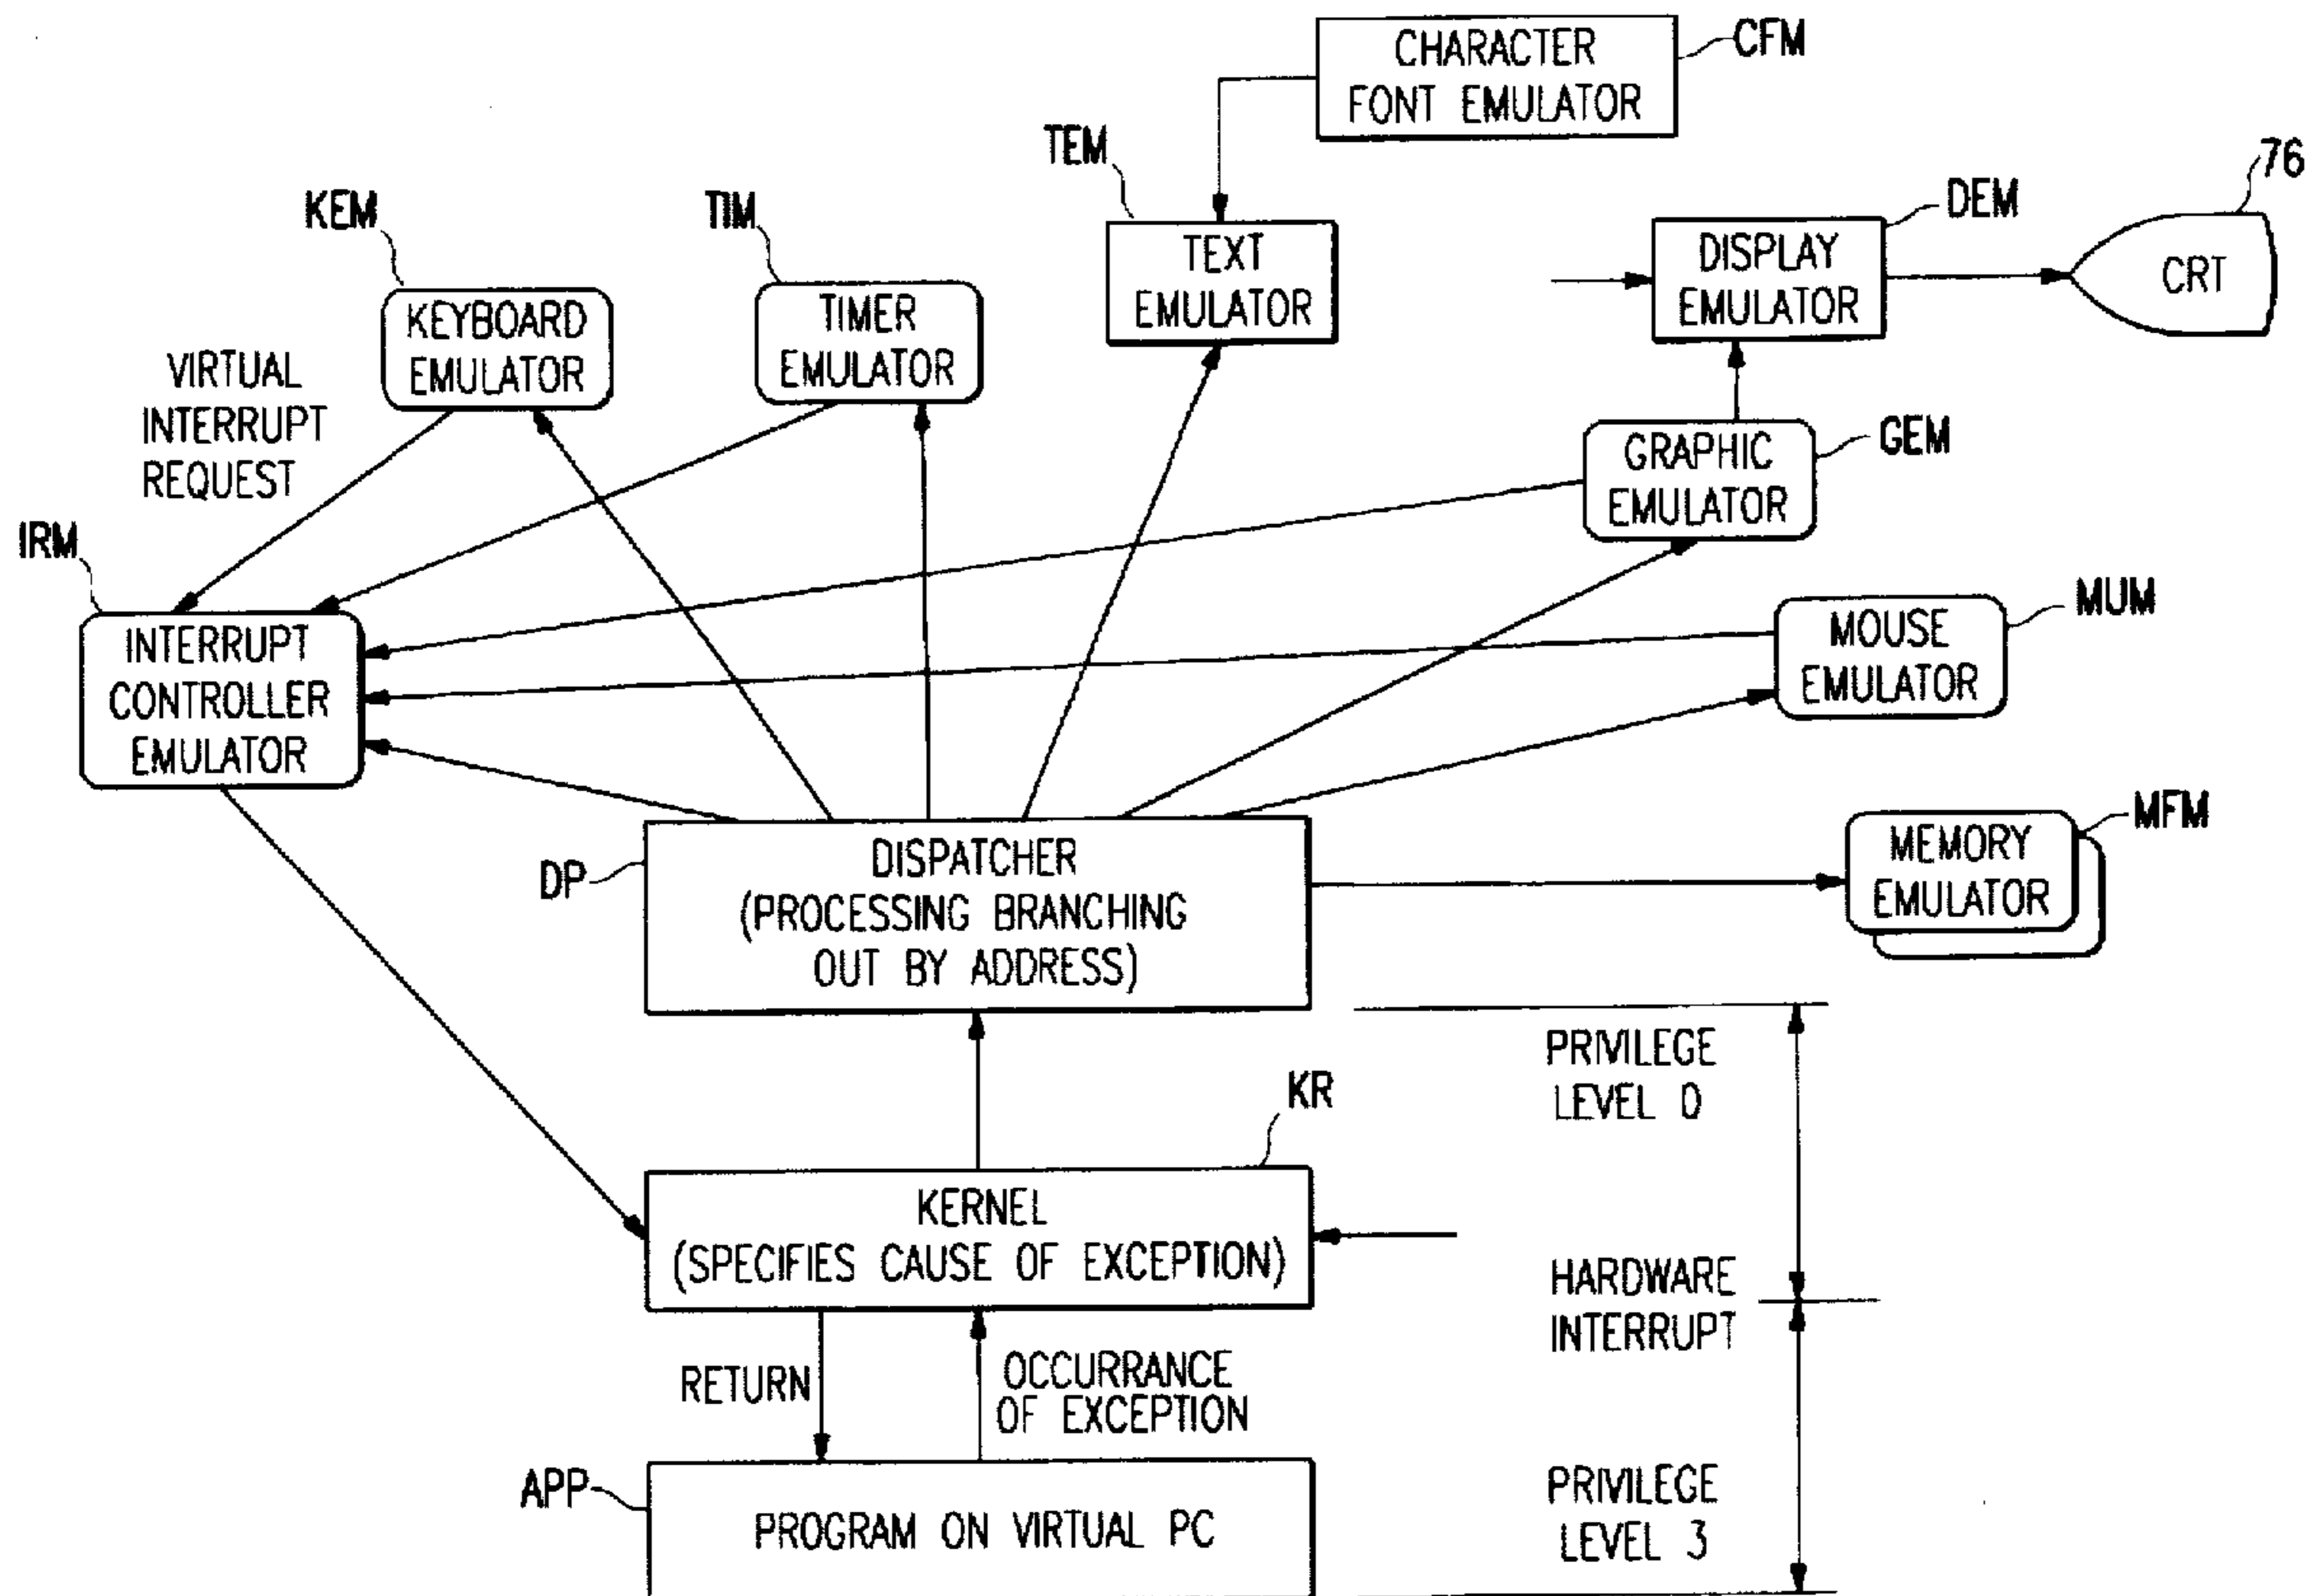 CHARACTER
FONT EMULATOR
CFM
TEM
76
KEM
TIM
TEXT
EMULATOR
DISPLAY
EMULATOR
DEM
CRT
KEYBOARD
EMULATOR
TIMER
EMULATOR
VIRTUAL
INTERRUPT
REQUEST
GRAPHIC
EMULATOR
GEM
IRM
INTERRUPT
CONTROLLER
EMULATOR
MOUSE
EMULATOR
MUM
DP
DISPATCHER
(PROCESSING BRANCHING
OUT BY ADDRESS)
MEMORY
EMULATOR
MFM
PRIVILEGE
LEVEL 0
KR
KERNEL
(SPECIFIES CAUSE OF EXCEPTION)
HARDWARE
INTERRUPT
RETURN
OCCURRANCE
OF EXCEPTION
APP
PROGRAM ON VIRTUAL PC
PRIVILEGE
LEVEL 3